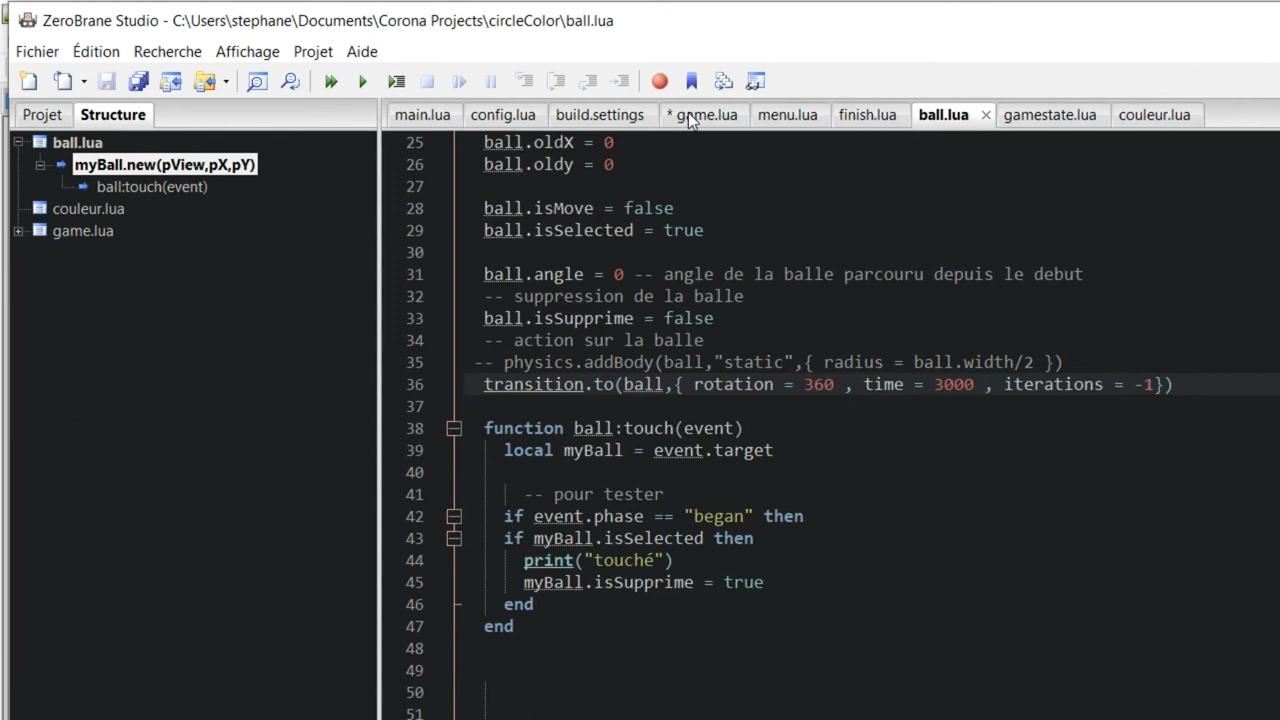 ZeroBrane Studio - C:\Users\stephane\Documents\Corona Projects\circleColor\ball.lua
Fichier Édition Recherche Affichage Projet Aide
Projet Structure
main.lua config.lua build.settings * game.lua menu.lua finish.lua ball.lua gamestate.lua couleur.lua
ball.lua
myBall.new(pView,pX,pY)
ball:touch(event)
couleur.lua
game.lua
25 ball.oldX = 0
26 ball.oldy = 0
27
28 ball.isMove = false
29 ball.isSelected = true
30
31 ball.angle = 0 -- angle de la balle parcouru depuis le debut
32 -- suppression de la balle
33 ball.isSupprime = false
34 -- action sur la balle
35 -- physics.addBody(ball,"static",{ radius = ball.width/2 })
36 transition.to(ball,{ rotation = 360 , time = 3000 , iterations = -1})
37
38 function ball:touch(event)
39 local myBall = event.target
40
41 -- pour tester
42 if event.phase == "began" then
43 if myBall.isSelected then
44 print("touché")
45 myBall.isSupprime = true
46 end
47 end
48
49
50
51